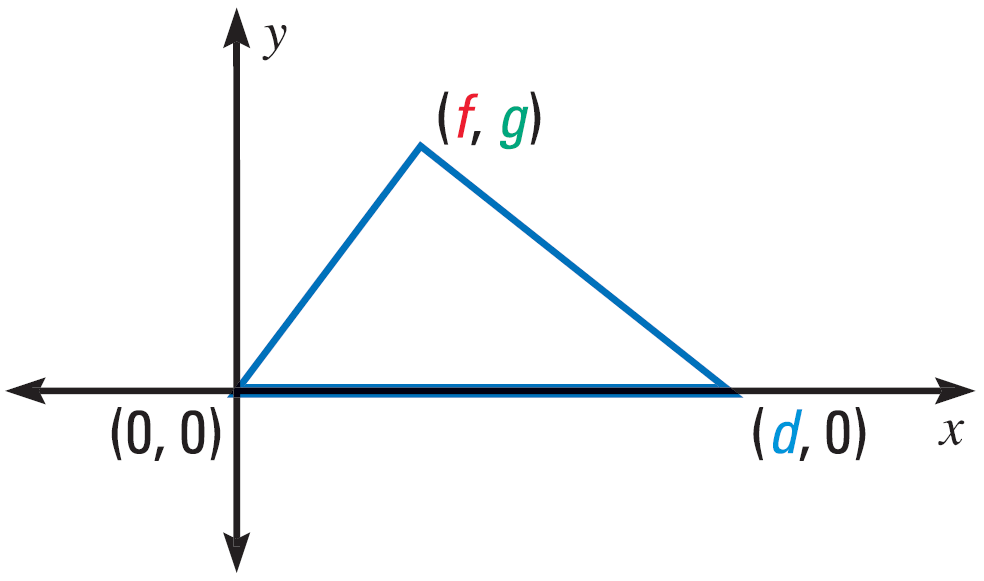 y
(f, g)
(0, 0)
(d, 0)
x